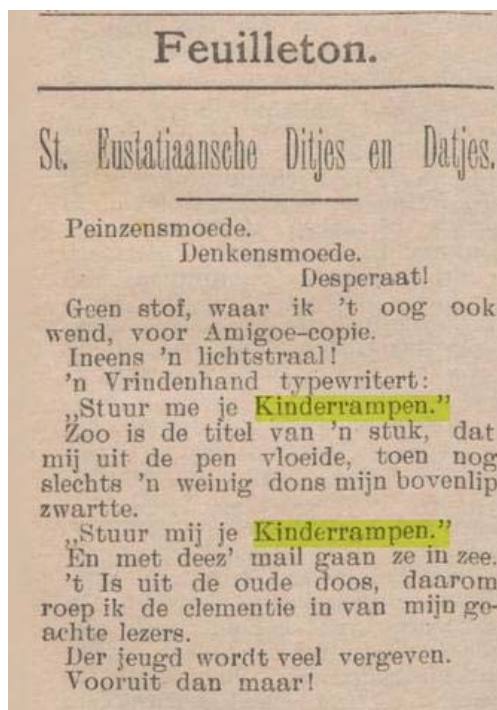 Feuilleton.
St. Eustatiaansche Ditjes en Datjes.
Peinzensmoede.
Denkensmoede.
Desperaat!
Geen stof, waar ik 't oog ook
wend, voor Amigoe-copie.
Ineens 'n lichtstraal!
'n Vrindenhand typewritert:
„Stuur me je Kinderrampen.”
Zoo is de titel van 'n stuk, dat
mij uit de pen vloeide, toen nog
slechts 'n weinig dons mijn bovenlip
zwartte.
„Stuur mij je Kinderrampen.”
En met deez' mail gaan ze in zee.
't Is uit de oude doos, daarom
roep ik de clementie in van mijn ge-
achte lezers.
Der jeugd wordt veel vergeven.
Vooruit dan maar!